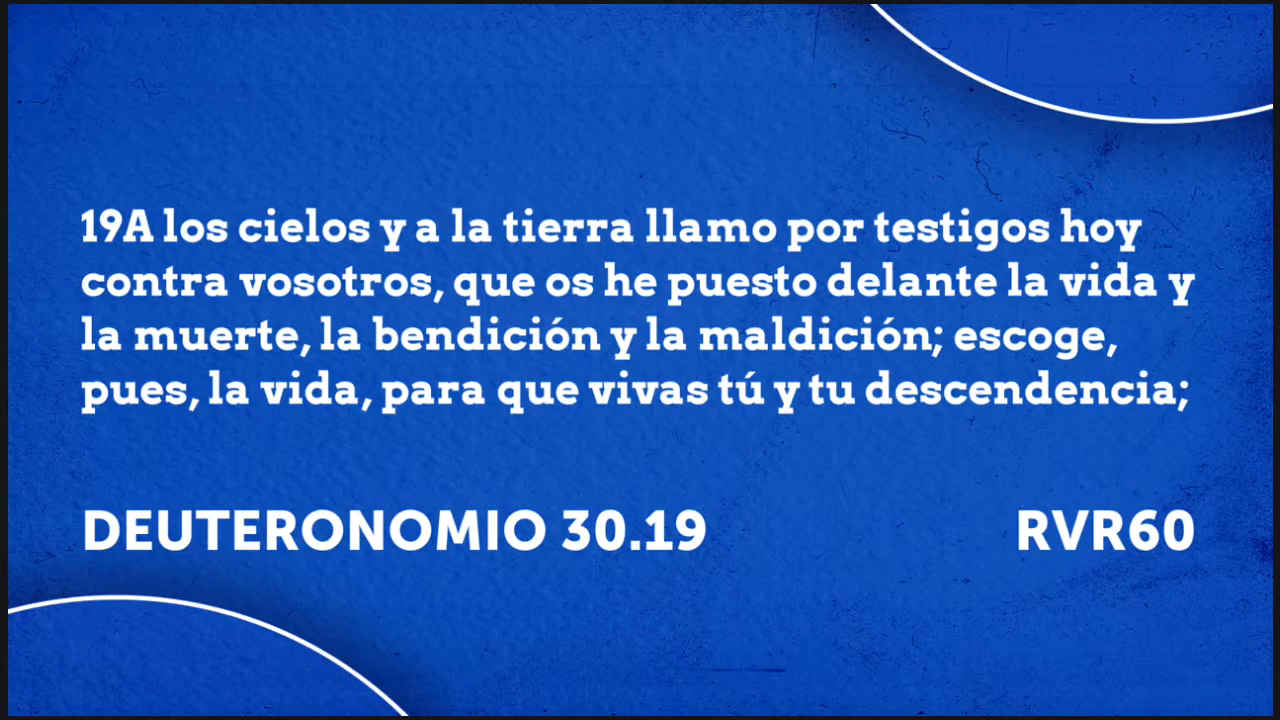 19A los cielos y a la tierra llamo por testigos hoy
contra vosotros, que os he puesto delante la vida y
la muerte, la bendición y la maldición; escoge,
pues, la vida, para que vivas tú y tu descendencia;
DEUTERONOMIO 30.19 RVR60